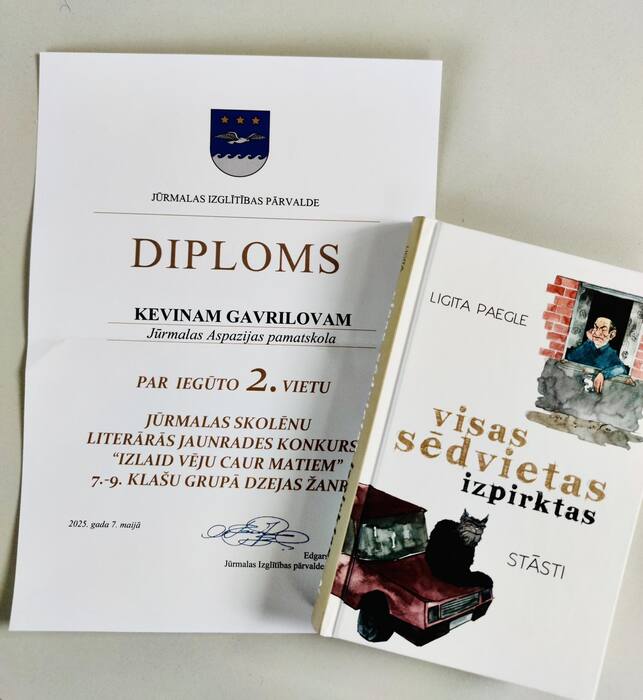 JŪRMALAS IZGLĪTĪBAS PĀRVALDE
DIPLOMS
KEVINAM GAVRILOVAM
Jūrmalas Aspazijas pamatskola
PAR IEGŪTO 2. VIETU
JŪRMALAS SKOLĒNU
LITERĀRĀS JAUNRADES KONKURS
“IZLAID VĒJU CAUR MATIEM”
7.-9. KLAŠU GRUPĀ DZEJAS ŽANR
2025. gada 7. maijā
Edgars
Jūrmalas Izglītības pārvalde
LIGITA PAEGLE
visas
sēdvietas
izpirktas
STĀSTI
LIGITA